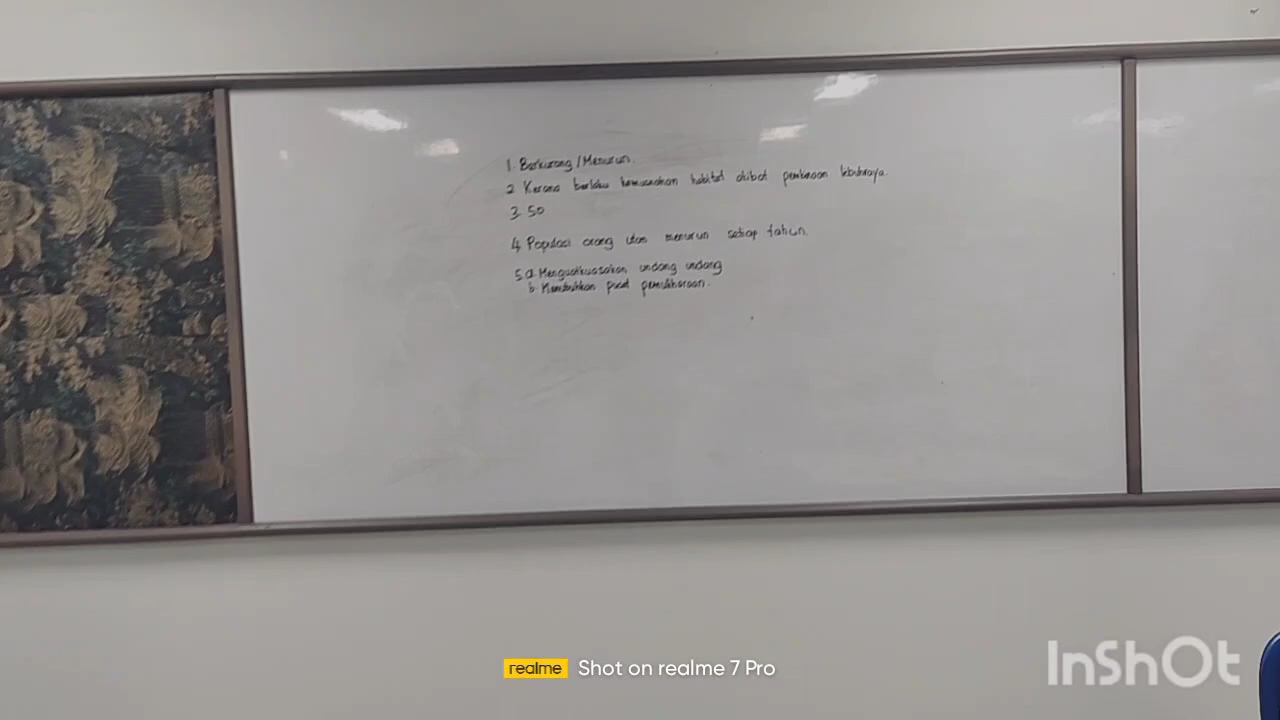 1. Berkurang / Menurun.
2. Kerana berlaku kemusnahan habitat akibat pembinaan lebuhraya.
3. 50
4. Populasi orang utan menurun setiap tahun.
5. a. Menguatkuasakan undang undang
b. Menubuhkan pusat pemuliharaan.
realme Shot on realme 7 Pro
InShOt